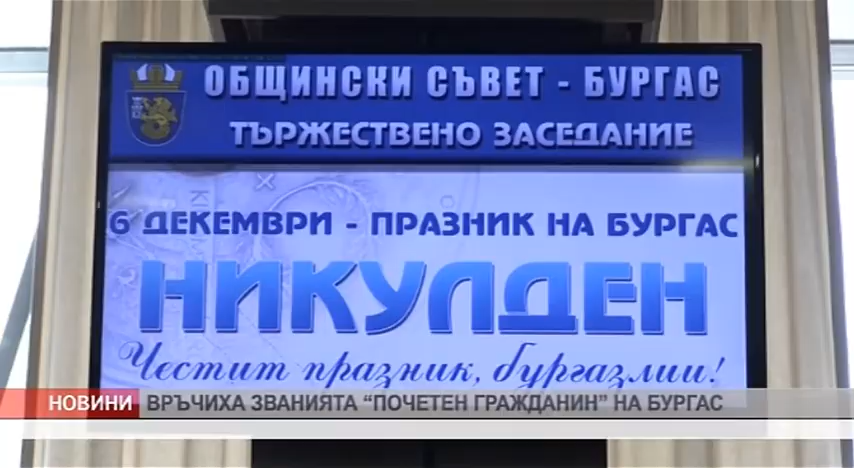 ОБЩИНСКИ СЪВЕТ - БУРГАС
ТЪРЖЕСТВЕНО ЗАСЕДАНИЕ
6 ДЕКЕМВРИ - ПРАЗНИК НА БУРГАС
НИКУЛДЕН
Честит празник, бургазлии!
НОВИНИ ВРЪЧИХА ЗВАНИЯТА “ПОЧЕТЕН ГРАЖДАНИН” НА БУРГАС